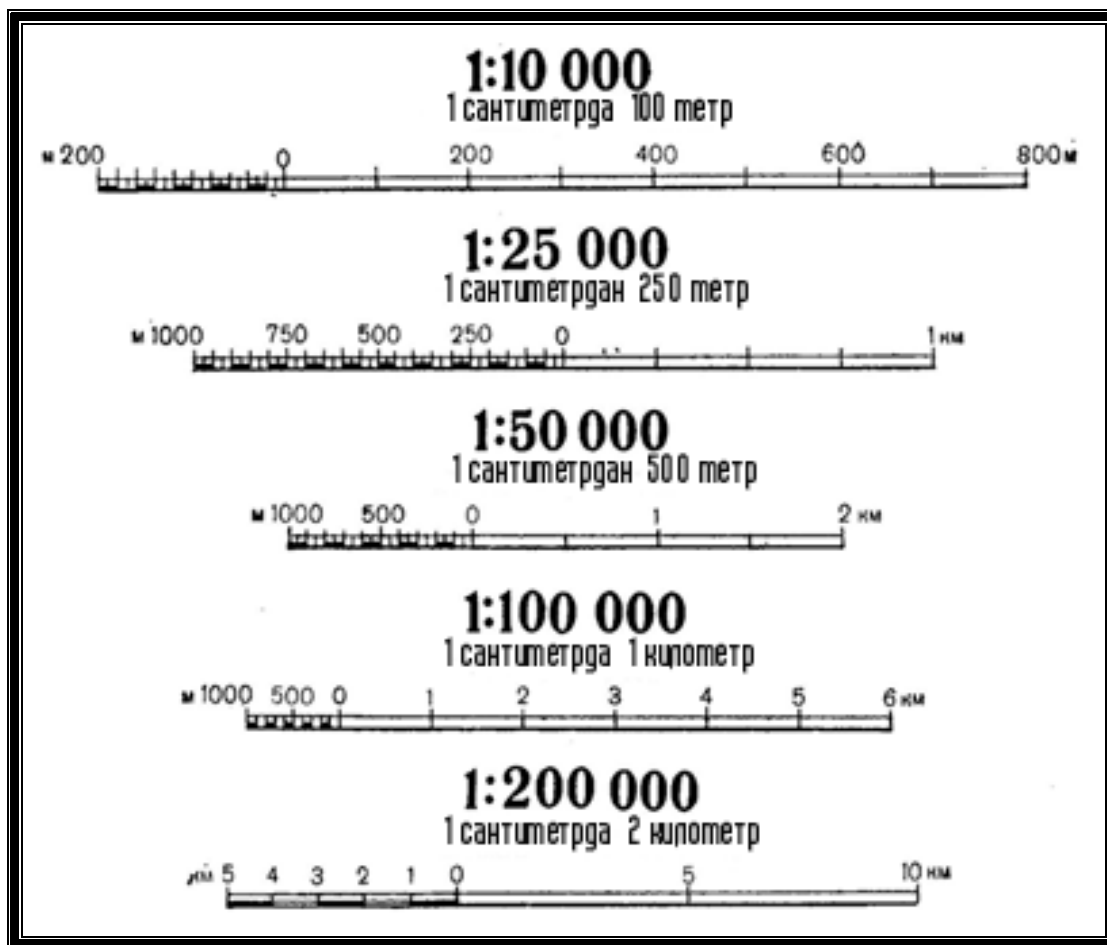 1:10 000
1 сантиметрда 100 метр
м 200 0 200 400 600 800 м
1:25 000
1 сантиметрдан 250 метр
м 1000 750 500 250 0 1 км
1:50 000
1 сантиметрдан 500 метр
м 1000 500 0 1 2 км
1:100 000
1 сантиметрда 1 километр
м 1000 500 0 1 2 3 4 5 6 км
1:200 000
1 сантиметрда 2 километр
км 5 4 3 2 1 0 5 10 км